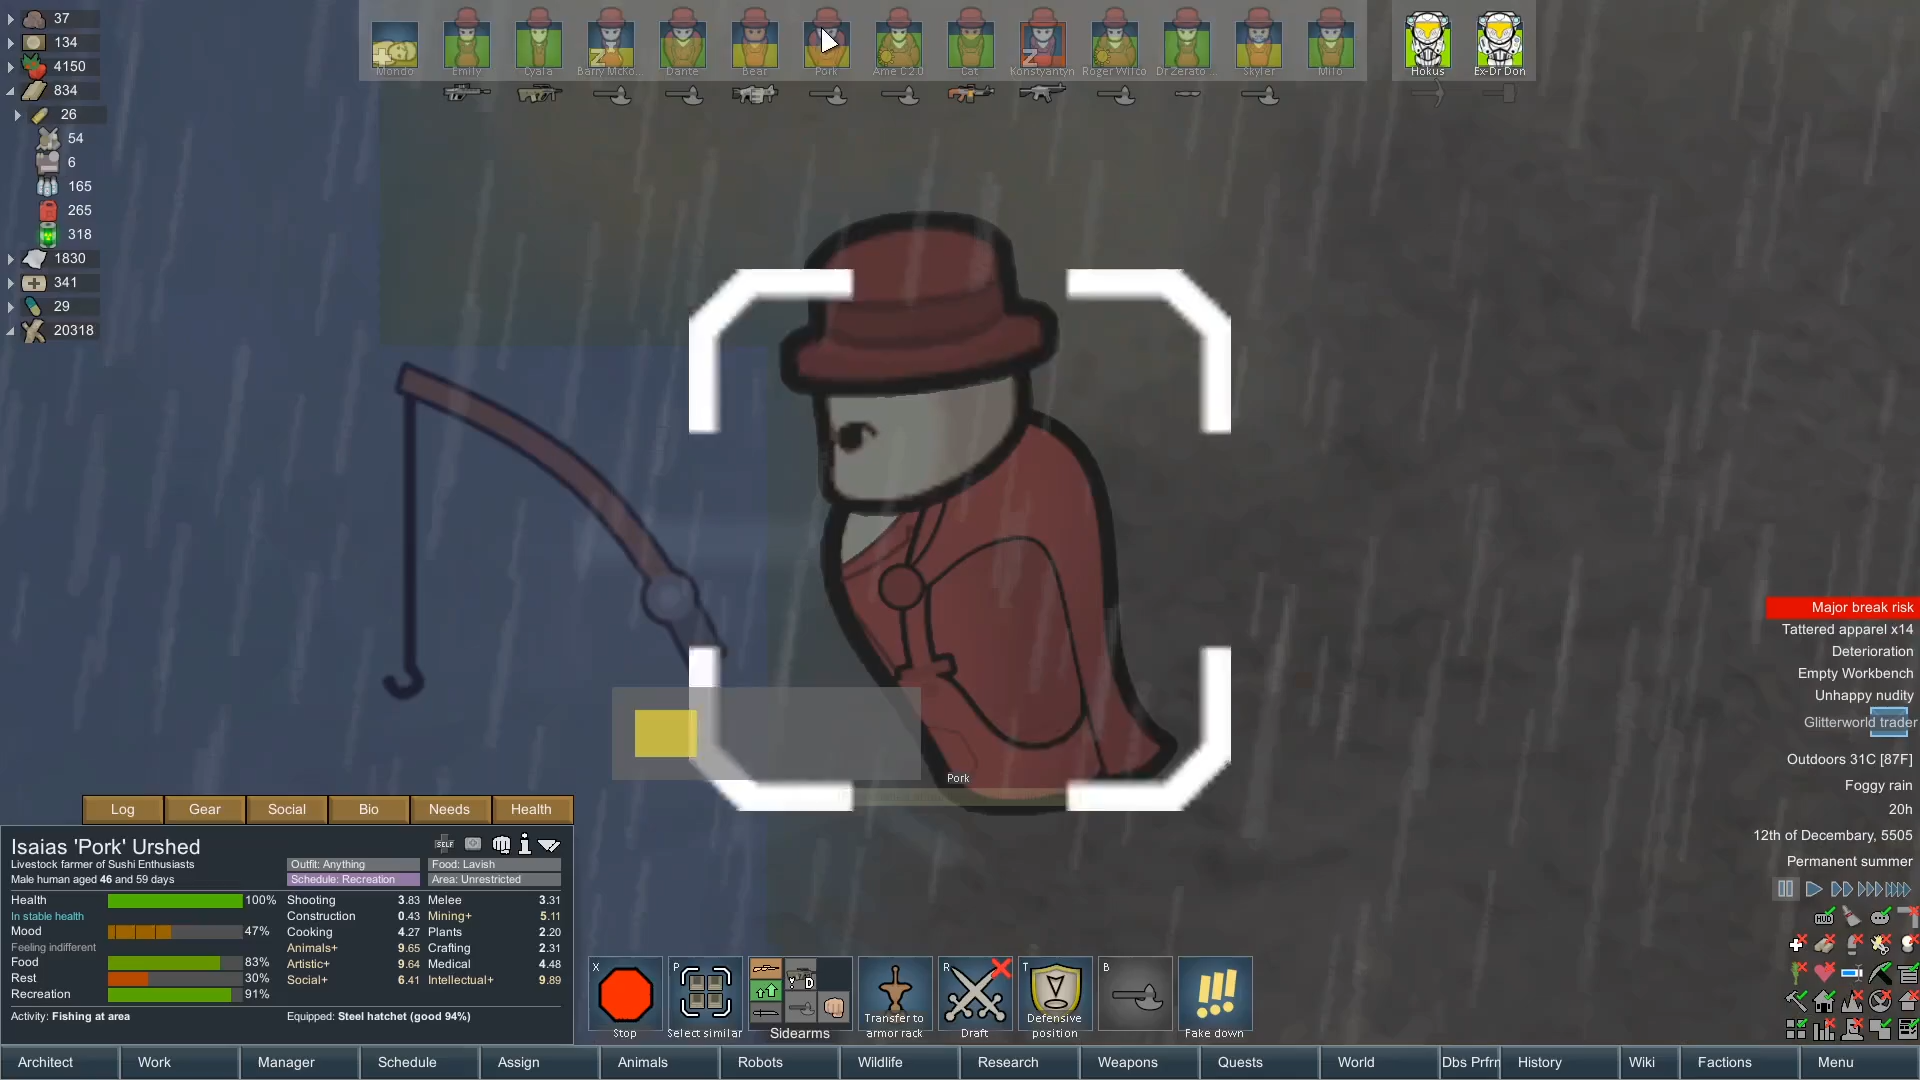 37
134
4150
834
26
54
6
165
265
318
1830
341
29
20318
Mondo
Emily
Cyala
Barry McKo..
Dante
Bear
Pork
Ame C2.0
Cat
Konstyantyn
Roger Wilco
Dr Zerato ...
Skyler
Milo
Hokus
Ex-Dr Don
Z
Z
Pork
Major break risk
Tattered apparel x14
Deterioration
Empty Workbench
Unhappy nudity
Glitterworld trader
Outdoors 31C [87F]
Foggy rain
20h
12th of Decembary, 5505
Permanent summer
HUD
Log
Gear
Social
Bio
Needs
Health
Isaias 'Pork' Urshed
SELF
Livestock farmer of Sushi Enthusiasts
Male human aged 46 and 59 days
Outfit: Anything
Food: Lavish
Schedule: Recreation
Area: Unrestricted
Health 100%
In stable health
Mood 47%
Feeling indifferent
Food 83%
Rest 30%
Recreation 91%
Shooting 3.83
Melee 3.31
Construction 0.43
Mining+ 5.11
Cooking 4.27
Plants 2.20
Animals+ 9.65
Crafting 2.31
Artistic+ 9.64
Medical 4.48
Social+ 6.41
Intellectual+ 9.89
Activity: Fishing at area
Equipped: Steel hatchet (good 94%)
X
Stop
P
Select similar
D
Sidearms
Transfer to
armor rack
R
Draft
T
Defensive
position
B
Fake down
Architect
Work
Manager
Schedule
Assign
Animals
Robots
Wildlife
Research
Weapons
Quests
World
Dbs Prfrn
History
Wiki
Factions
Menu